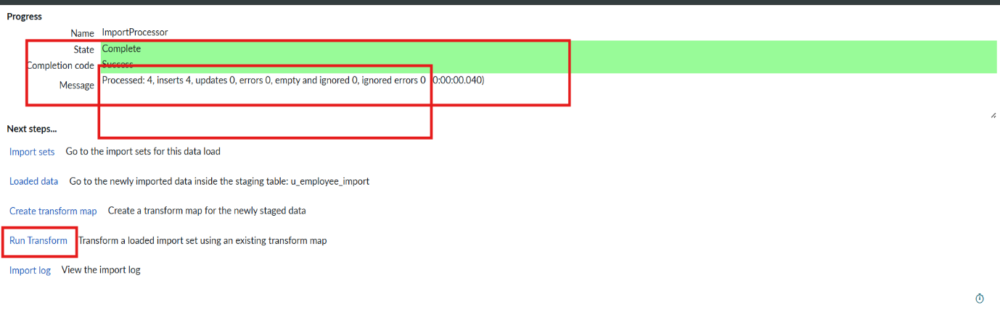 Progress
Name ImportProcessor
State Complete
Completion code Success
Message Processed: 4, inserts 4, updates 0, errors 0, empty and ignored 0, ignored errors 0 0:00:00.040)
Next steps...
Import sets Go to the import sets for this data load
Loaded data Go to the newly imported data inside the staging table: u_employee_import
Create transform map Create a transform map for the newly staged data
Run Transform Transform a loaded import set using an existing transform map
Import log View the import log